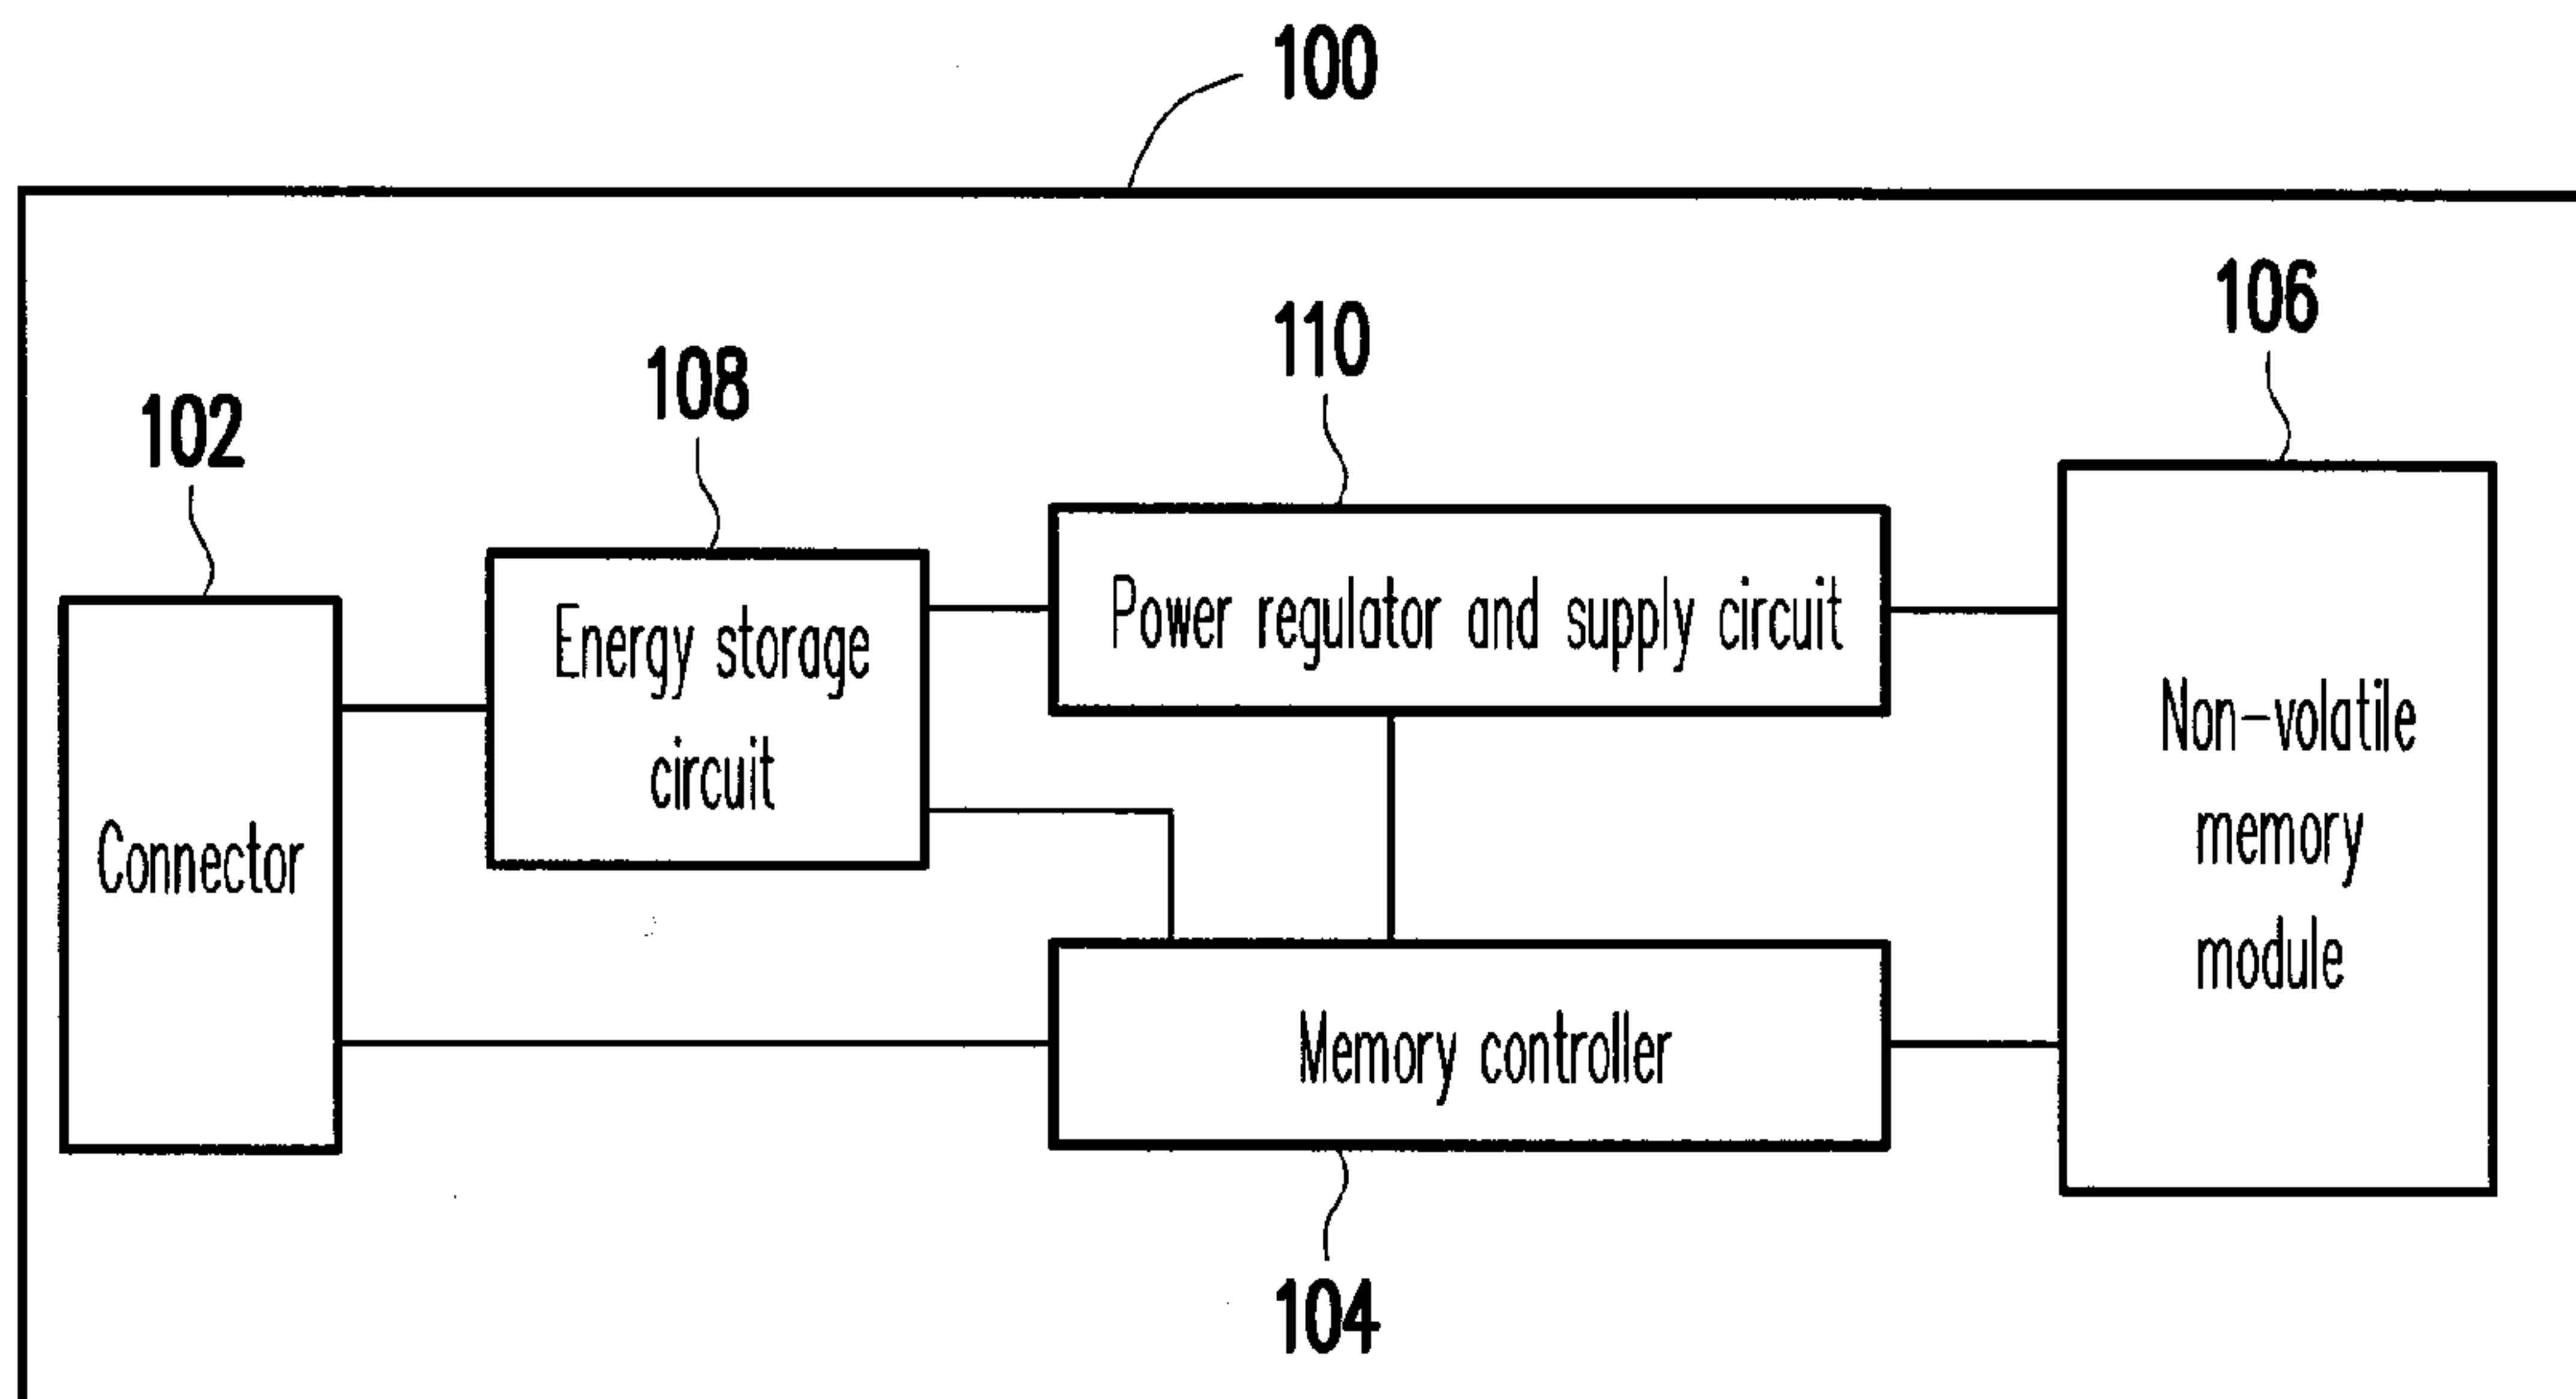 100
106
110
108
102
Power regulator and supply circuit
Energy storage
circuit
Non-volatile
memory
module
Connector
Memory controller
104